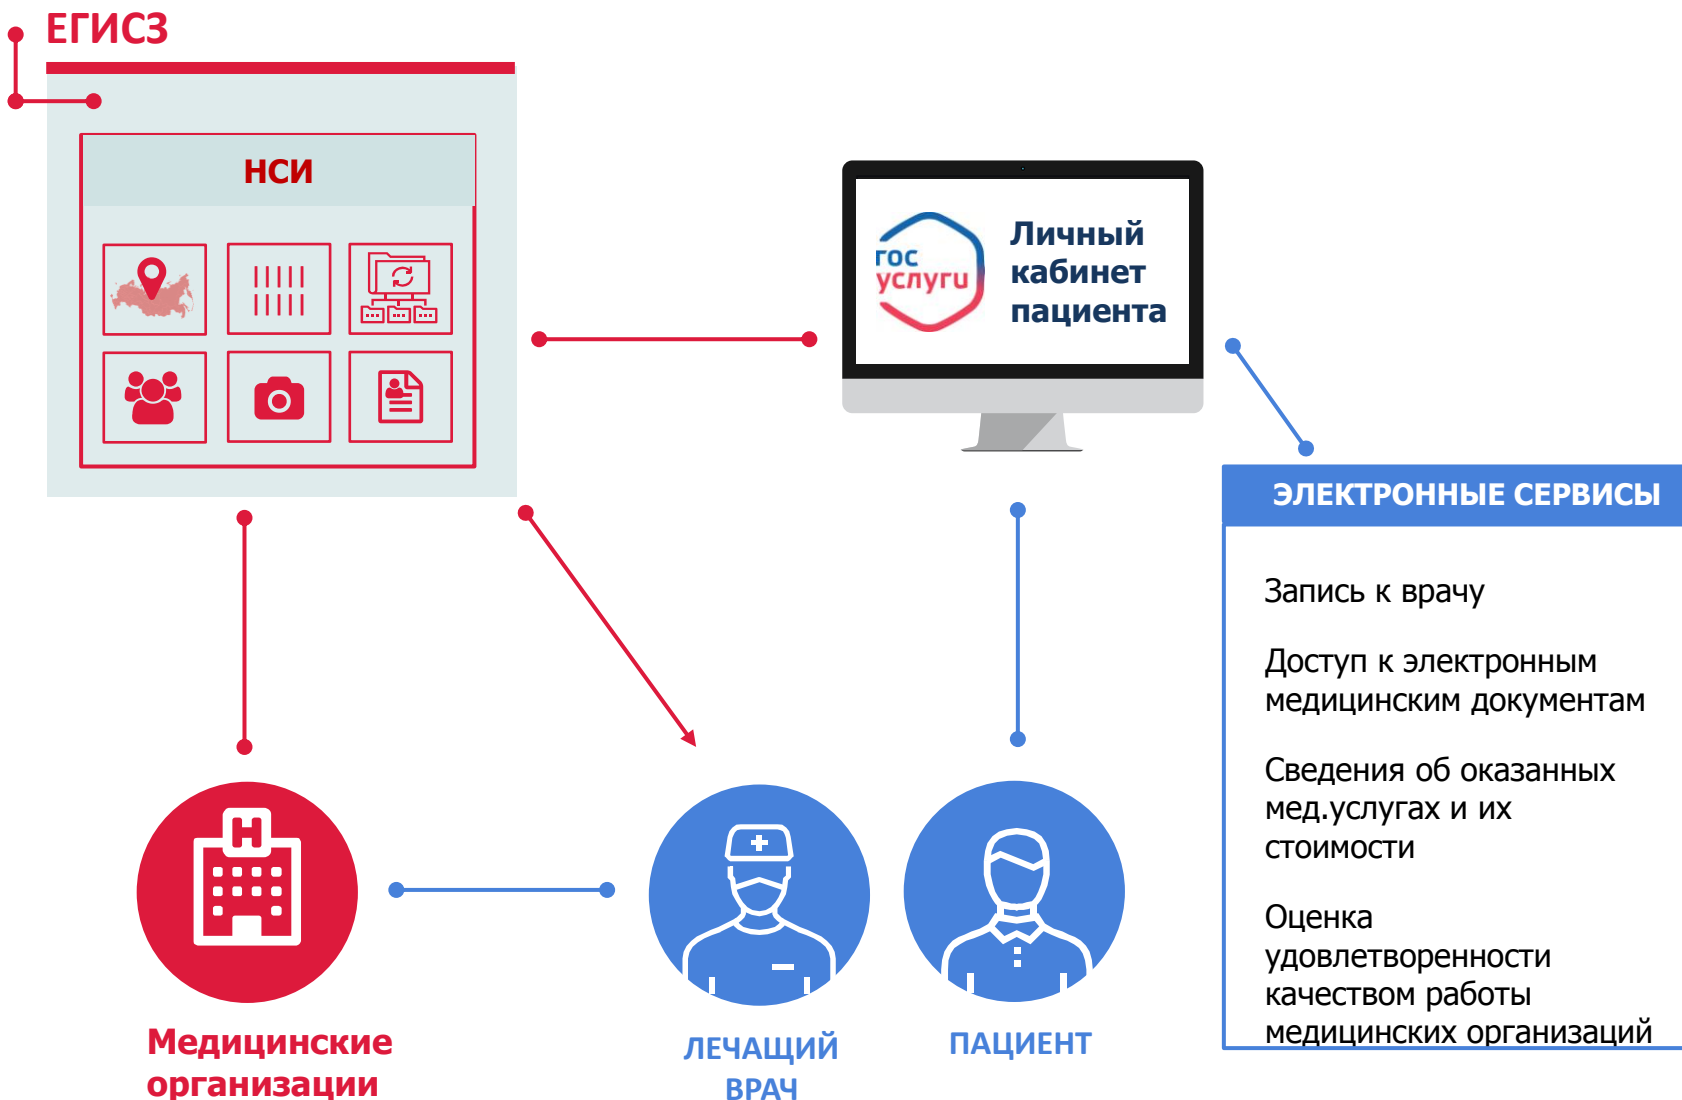 ЕГИСЗ
НСИ
гос
услуги
Личный
кабинет
пациента
ЭЛЕКТРОННЫЕ СЕРВИСЫ
Запись к врачу
Доступ к электронным
медицинским документам
Сведения об оказанных
мед.услугах и их
стоимости
Оценка
удовлетворенности
качеством работы
медицинских организаций
Медицинские
организации
ЛЕЧАЩИЙ
ВРАЧ
ПАЦИЕНТ